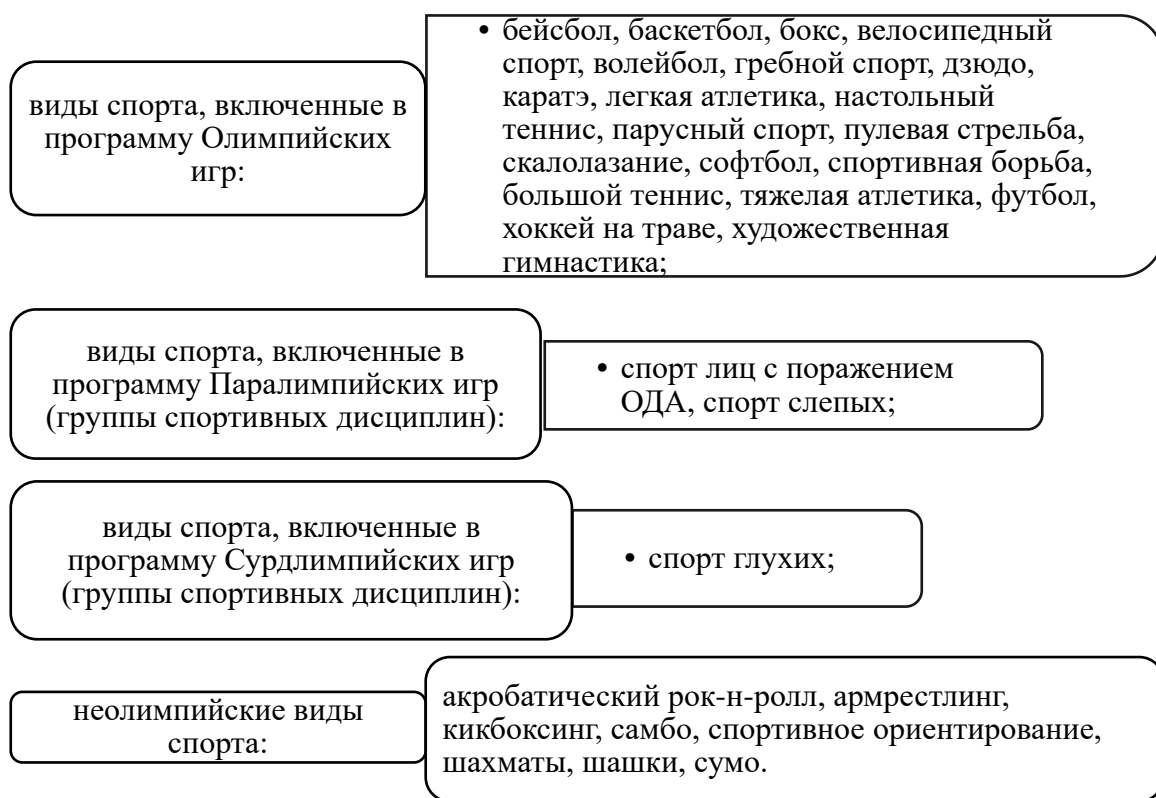 виды спорта, включенные в
программу Олимпийских
игр:
• бейсбол, баскетбол, бокс, велосипедный
спорт, волейбол, гребной спорт, дзюдо,
каратэ, легкая атлетика, настольный
теннис, парусный спорт, пулевая стрельба,
скалолазание, софтбол, спортивная борьба,
большой теннис, тяжелая атлетика, футбол,
хоккей на траве, художественная
гимнастика;
виды спорта, включенные в
программу Паралимпийских игр
(группы спортивных дисциплин):
• спорт лиц с поражением
ОДА, спорт слепых;
виды спорта, включенные в
программу Сурдлимпийских игр
(группы спортивных дисциплин):
• спорт глухих;
неолимпийские виды
спорта:
акробатический рок-н-ролл, армрестлинг,
кикбоксинг, самбо, спортивное ориентирование,
шахматы, шашки, сумо.